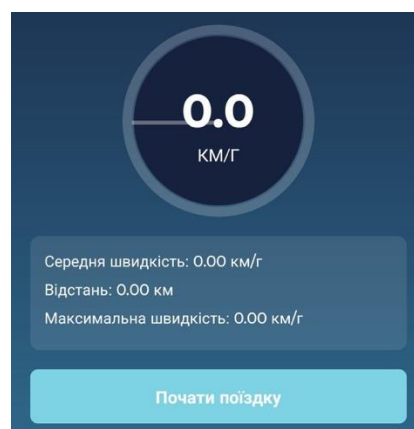 0.0
КМ/Г
Середня швидкість: 0.00 км/г
Відстань: 0.00 км
Максимальна швидкість: 0.00 км/г
Почати поїздку